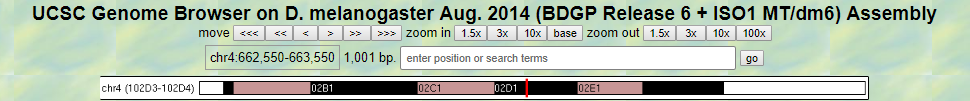 UCSC Genome Browser on D. melanogaster Aug. 2014 (BDGP Release 6 + ISO1 MT/dm6) Assembly
move <<< << < > >> >>> zoom in 1.5x 3x 10x base zoom out 1.5x 3x 10x 100x
chr4:662,550-663,550 1,001 bp. enter position or search terms go
chr4 (102D3-102D4) 02B1 02C1 02D1 02E1